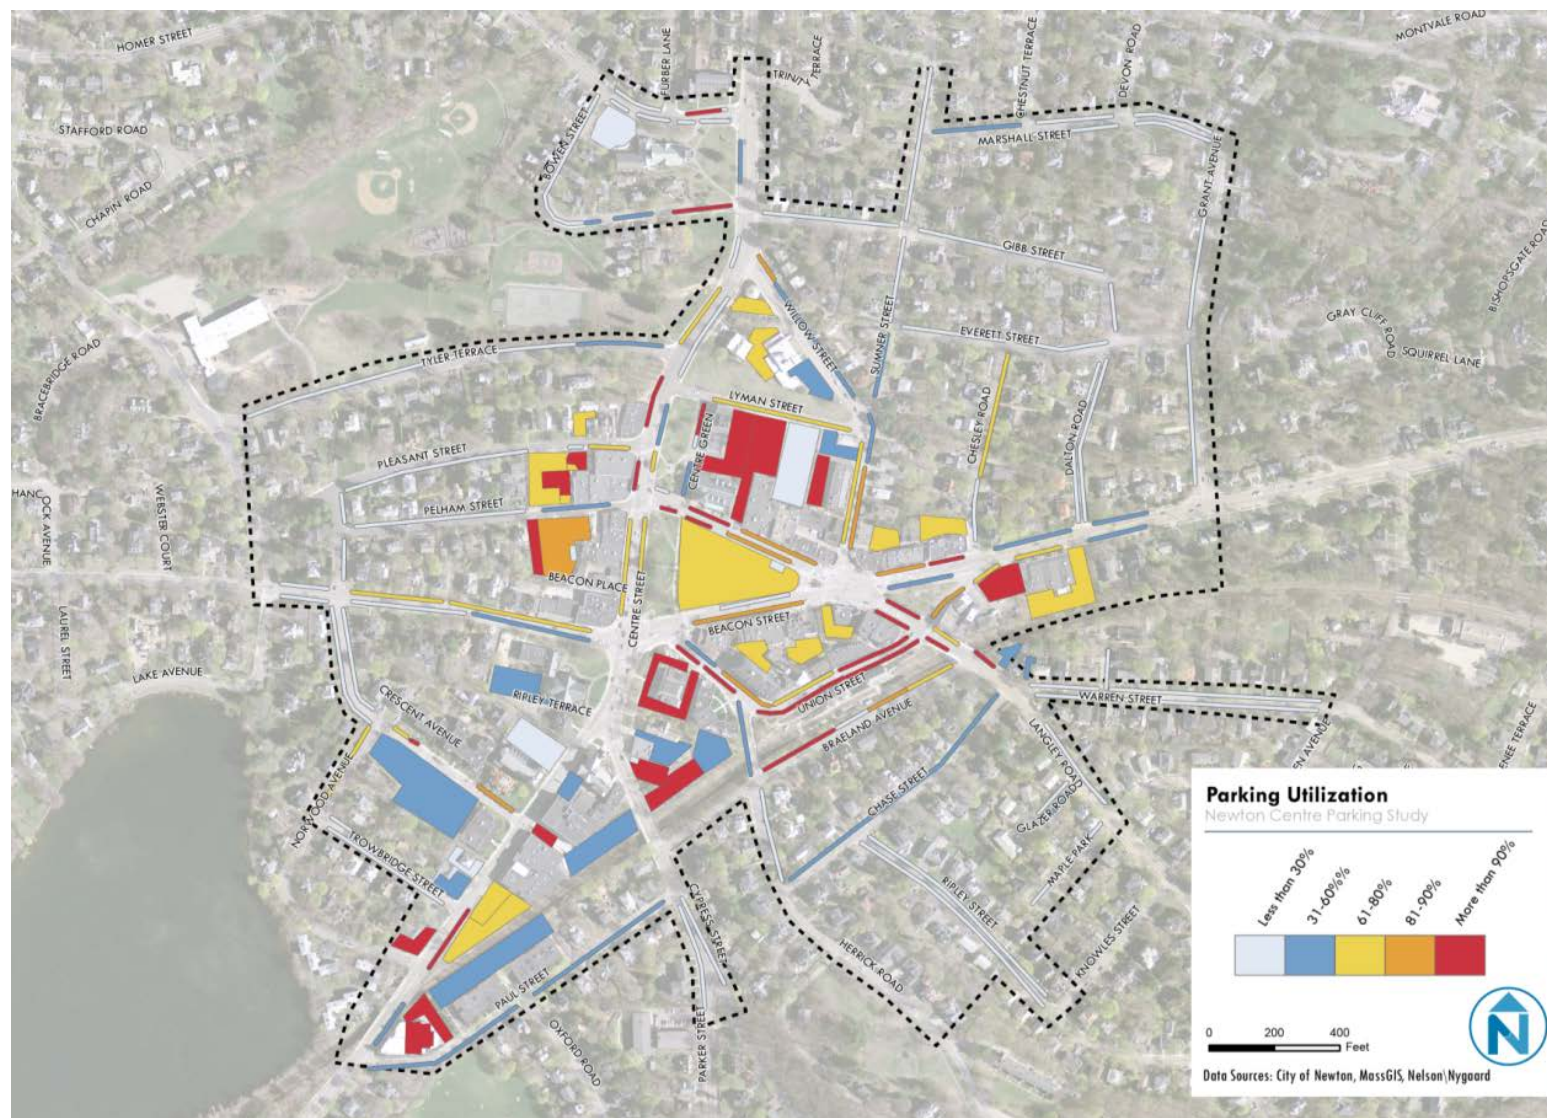 HOMER STREET
FURBER LANE
TRINITY
TERRACE
CHESTNUT TERRACE
DEVON ROAD
MONTVALE ROAD
STAFFORD ROAD
BOWEN STREET
MARSHALL STREET
GRANT AVENUE
CHAPIN ROAD
GIBB STREET
BISHOPSGATE ROAD
WILLOW STREET
SUMNER STREET
EVERETT STREET
GRAY CLIFF ROAD
SQUIRREL LANE
BRACEBRIDGE ROAD
TYLER TERRACE
LYMAN STREET
CHESLEY ROAD
DALTON ROAD
CENTRE GREEN
PLEASANT STREET
HANC
OCK AVENUE
WEBSTER COURT
PELHAM STREET
BEACON PLACE
CENTRE STREET
BEACON STREET
LAUREL STREET
LAKE AVENUE
RIPLEY TERRACE
UNION STREET
BRAELAND AVENUE
WARREN STREET
CRESCENT AVENUE
LANGLEY ROAD
EN AVENUE
ENEE TERRACE
NORWOOD AVENUE
CHASE STREET
GLAZER ROAD
TROWBRIDGE STREET
MAPLE PARK
RIPLEY STREET
CYPRESS STREET
KNOWLES STREET
HERRICK ROAD
PAUL STREET
OXFORD ROAD
PARKER STREET
Parking Utilization
Newton Centre Parking Study
Less than 30%
31-60%%
61-80%
81-90%
More than 90%
N
0 200 400
Feet
Data Sources: City of Newton, MassGIS, Nelson\Nygaard